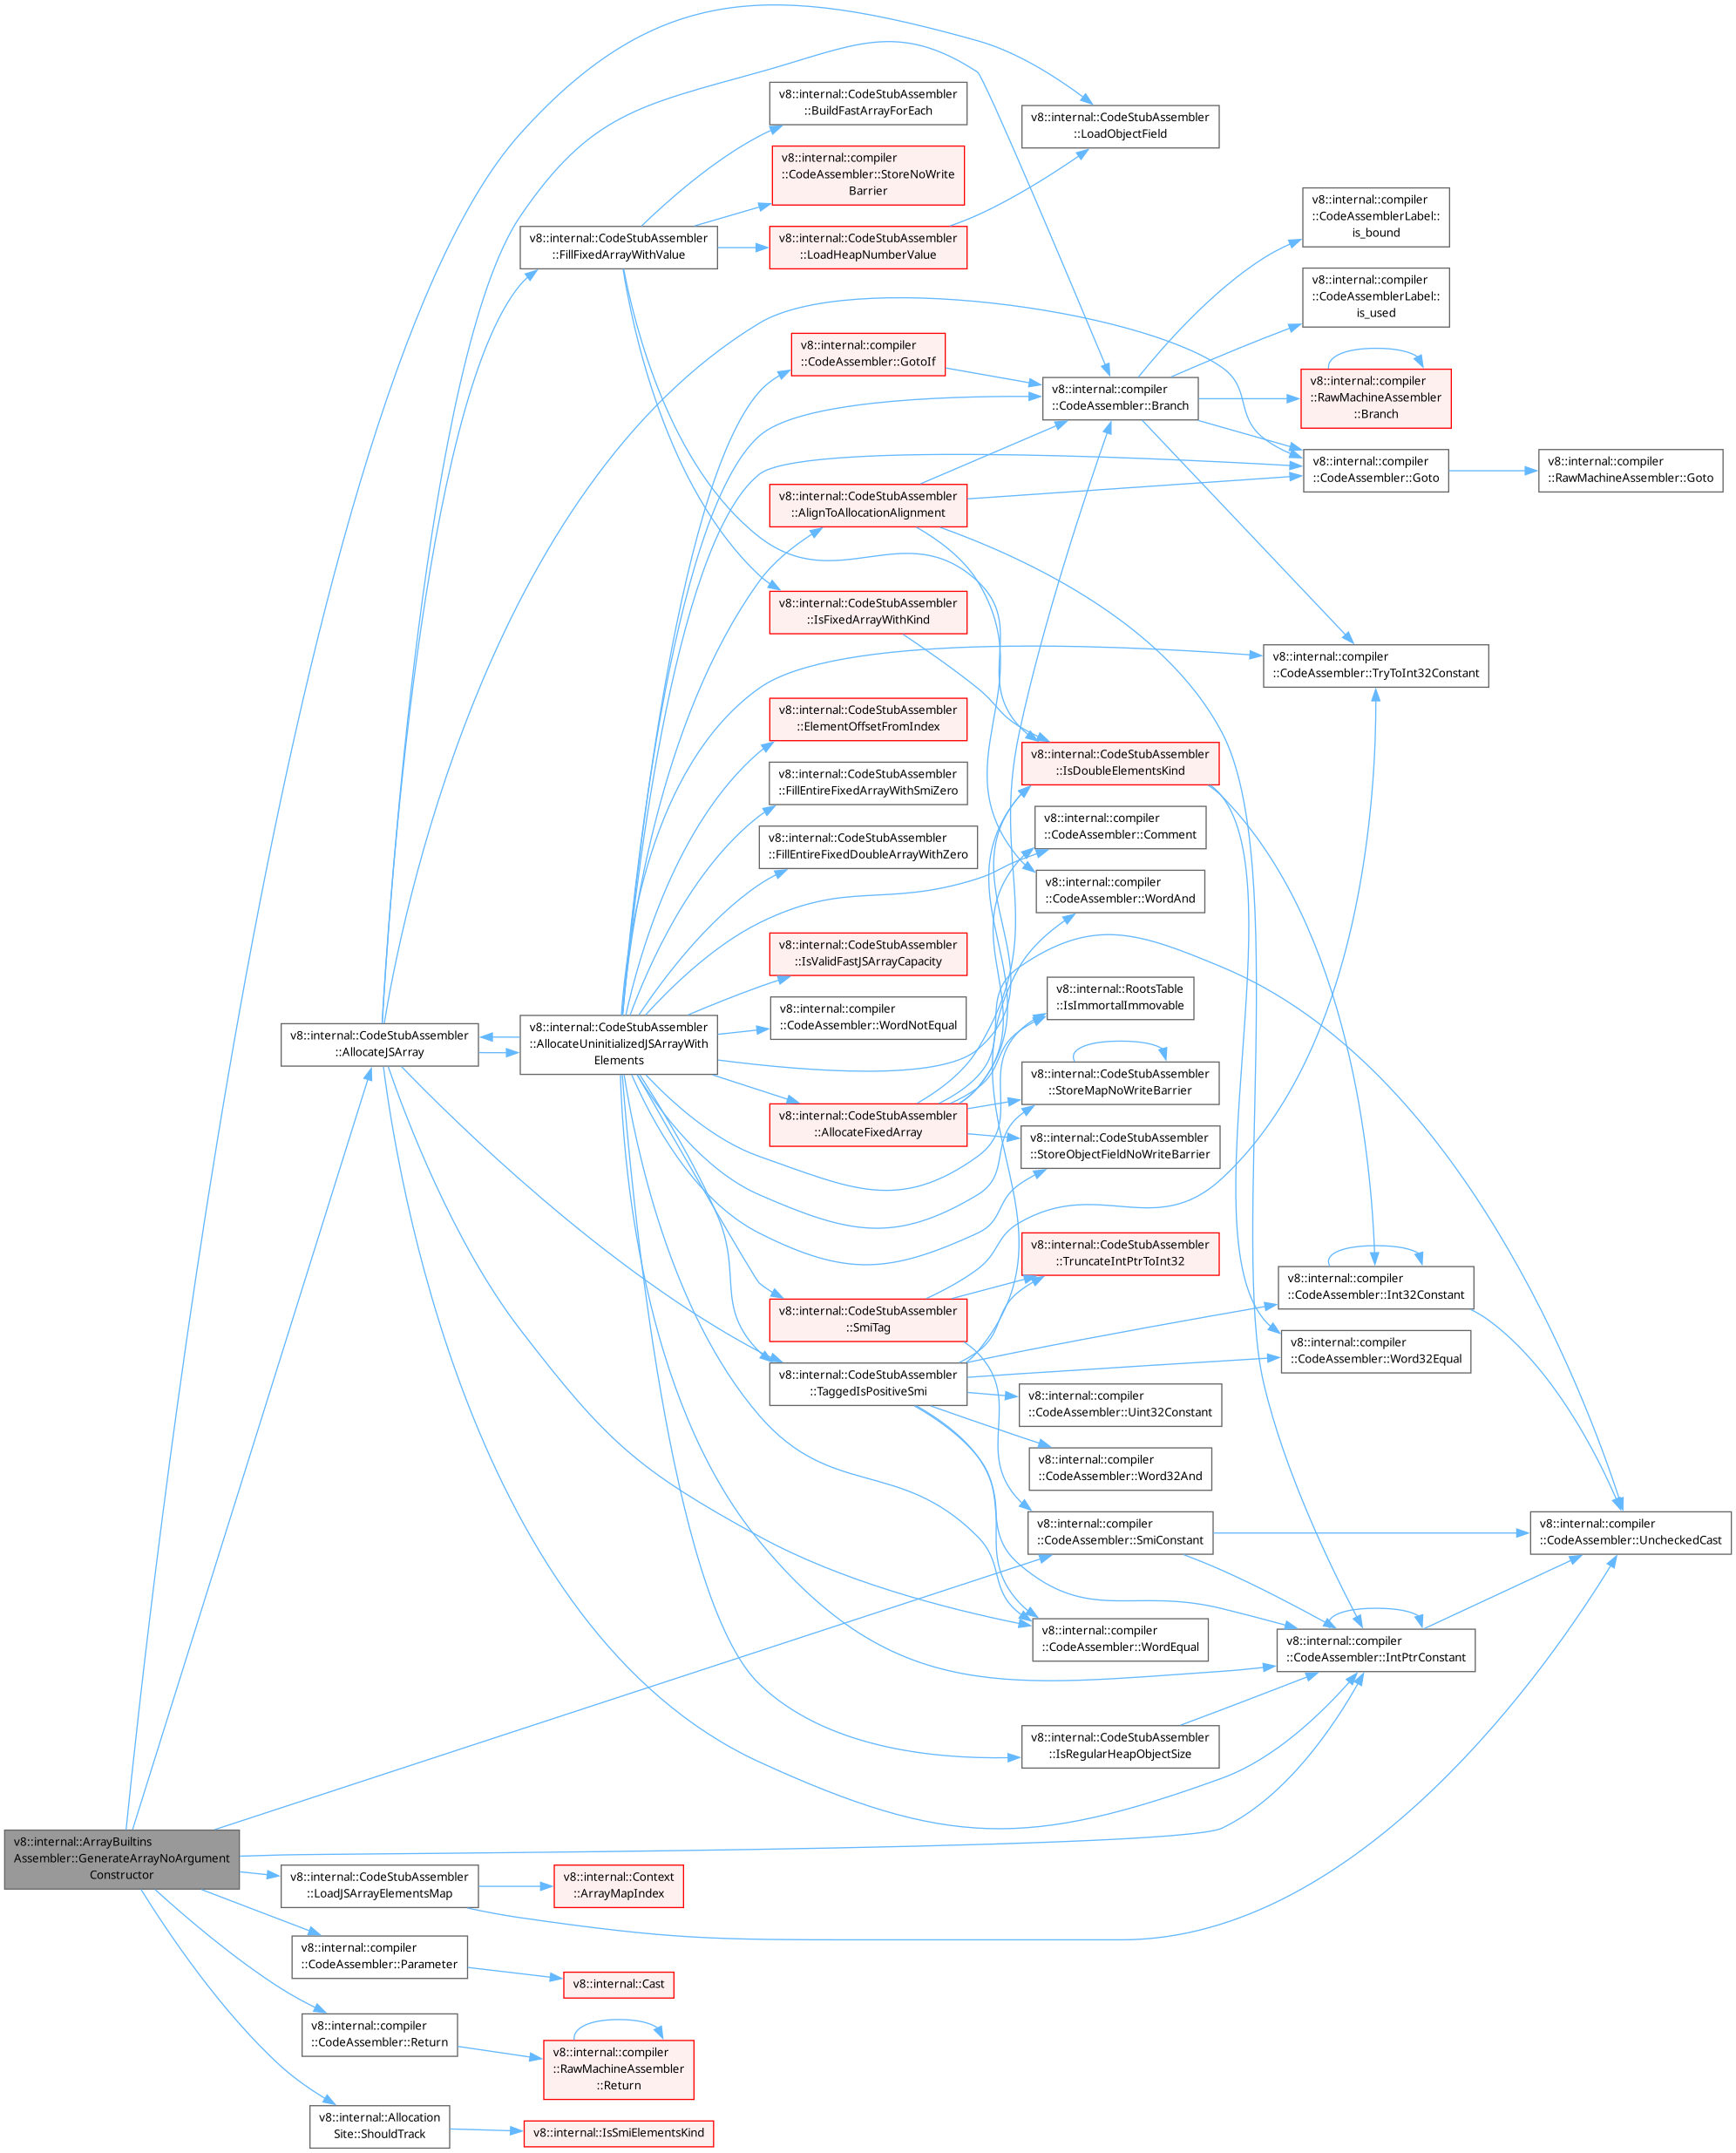 v8::internal::CodeStubAssembler
::BuildFastArrayForEach
v8::internal::CodeStubAssembler
::LoadObjectField
v8::internal::compiler
::CodeAssembler::StoreNoWrite
Barrier
v8::internal::compiler
::CodeAssemblerLabel::
is_bound
v8::internal::CodeStubAssembler
::FillFixedArrayWithValue
v8::internal::CodeStubAssembler
::LoadHeapNumberValue
v8::internal::compiler
::CodeAssemblerLabel::
is_used
v8::internal::compiler
::CodeAssembler::GotoIf
v8::internal::compiler
::CodeAssembler::Branch
v8::internal::compiler
::RawMachineAssembler
::Branch
v8::internal::compiler
::CodeAssembler::Goto
v8::internal::compiler
::RawMachineAssembler::Goto
v8::internal::CodeStubAssembler
::AlignToAllocationAlignment
v8::internal::CodeStubAssembler
::IsFixedArrayWithKind
v8::internal::compiler
::CodeAssembler::TryToInt32Constant
v8::internal::CodeStubAssembler
::ElementOffsetFromIndex
v8::internal::CodeStubAssembler
::IsDoubleElementsKind
v8::internal::CodeStubAssembler
::FillEntireFixedArrayWithSmiZero
v8::internal::compiler
::CodeAssembler::Comment
v8::internal::CodeStubAssembler
::FillEntireFixedDoubleArrayWithZero
v8::internal::compiler
::CodeAssembler::WordAnd
v8::internal::CodeStubAssembler
::IsValidFastJSArrayCapacity
v8::internal::RootsTable
::IsImmortalImmovable
v8::internal::CodeStubAssembler
::AllocateJSArray
v8::internal::CodeStubAssembler
::AllocateUninitializedJSArrayWith
Elements
v8::internal::compiler
::CodeAssembler::WordNotEqual
v8::internal::CodeStubAssembler
::StoreMapNoWriteBarrier
v8::internal::CodeStubAssembler
::AllocateFixedArray
v8::internal::CodeStubAssembler
::StoreObjectFieldNoWriteBarrier
v8::internal::CodeStubAssembler
::TruncateIntPtrToInt32
v8::internal::compiler
::CodeAssembler::Int32Constant
v8::internal::CodeStubAssembler
::SmiTag
v8::internal::compiler
::CodeAssembler::Word32Equal
v8::internal::CodeStubAssembler
::TaggedIsPositiveSmi
v8::internal::compiler
::CodeAssembler::Uint32Constant
v8::internal::compiler
::CodeAssembler::Word32And
v8::internal::compiler
::CodeAssembler::SmiConstant
v8::internal::compiler
::CodeAssembler::UncheckedCast
v8::internal::compiler
::CodeAssembler::WordEqual
v8::internal::compiler
::CodeAssembler::IntPtrConstant
v8::internal::CodeStubAssembler
::IsRegularHeapObjectSize
v8::internal::ArrayBuiltins
Assembler::GenerateArrayNoArgument
Constructor
v8::internal::CodeStubAssembler
::LoadJSArrayElementsMap
v8::internal::Context
::ArrayMapIndex
v8::internal::compiler
::CodeAssembler::Parameter
v8::internal::Cast
v8::internal::compiler
::CodeAssembler::Return
v8::internal::compiler
::RawMachineAssembler
::Return
v8::internal::Allocation
Site::ShouldTrack
v8::internal::IsSmiElementsKind